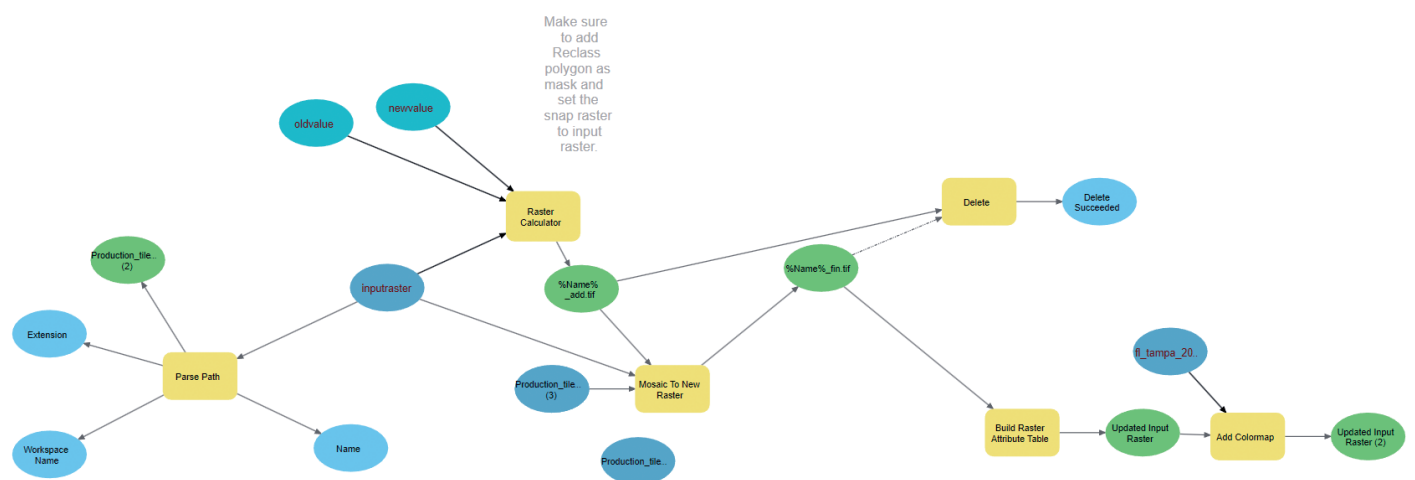 Make sure
to add
Reclass
polygon as
mask and
set the
snap raster
to input
raster.
newvalue
oldvalue
Raster
Calculator
Delete
Delete
Succeeded
Production_tile...
(2)
inputraster
%Name%
_add.tif
%Name%_fin.tif
Extension
Parse Path
Production_tile...
(3)
Mosaic To New
Raster
fl_tampa_20..
Workspace
Name
Name
Production_tile...
Build Raster
Attribute Table
Updated Input
Raster
Add Colormap
Updated Input
Raster (2)